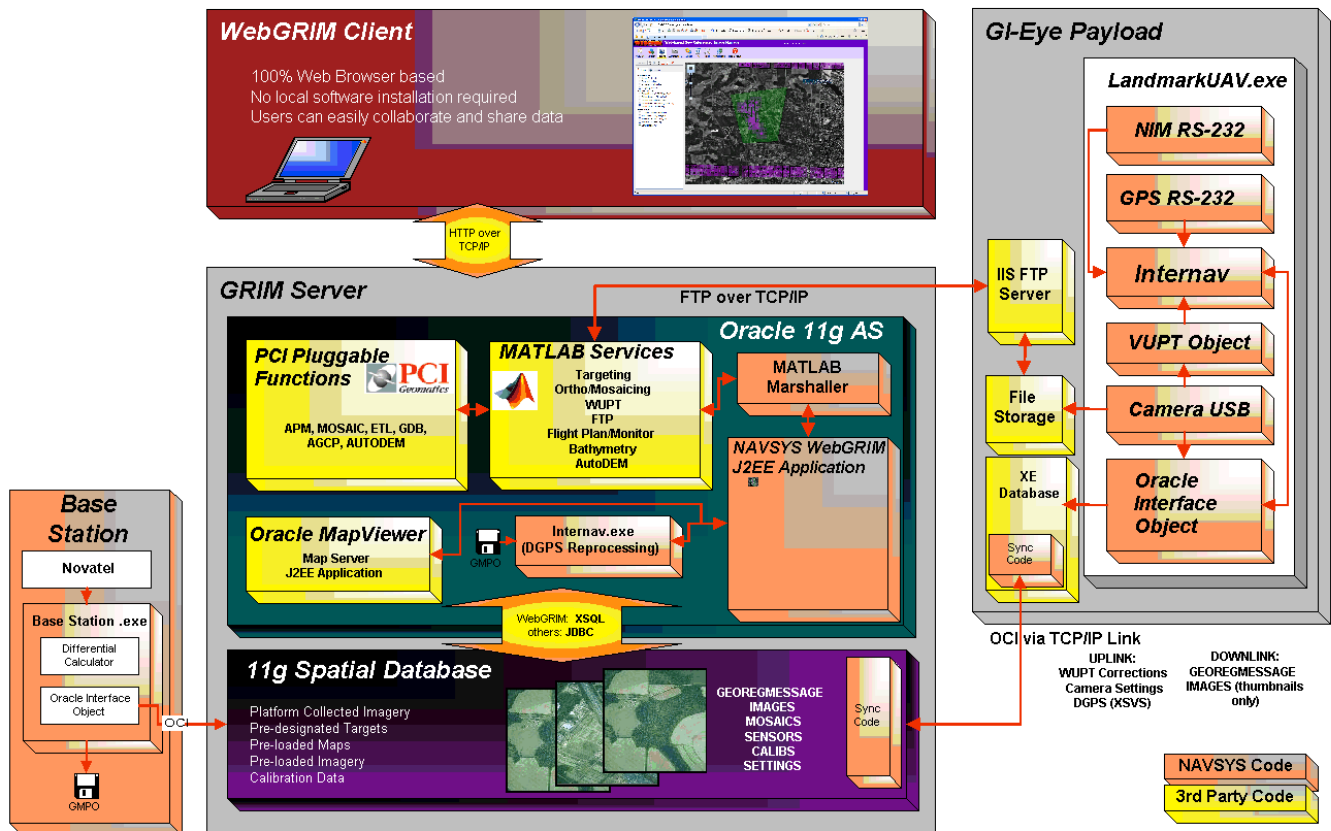 WebGRIM Client
100% Web Browser based
No local software installation required
Users can easily collaborate and share data
HTTP over
TCP/IP
GRIM Server
FTP over TCP/IP
Oracle 11g AS
PCI Pluggable
Functions
PCI
Geomatics
APM, MOSAIC, ETL, GDB,
AGCP, AUTODEM
MATLAB Services
Targeting
Ortho/Mosaicing
WUPT
FTP
Flight Plan/Monitor
Bathymetry
AutoDEM
MATLAB
Marshaller
NAVSYS WebGRIM
J2EE Application
Oracle MapViewer
Map Server
J2EE Application
GMPO
Internav.exe
(DGPS Reprocessing)
WebGRIM: XSQL
others: JDBC
11g Spatial Database
Platform Collected Imagery
Pre-designated Targets
Pre-loaded Maps
Pre-loaded Imagery
Calibration Data
GEOREGMESSAGE
IMAGES
MOSAICS
SENSORS
CALIBS
SETTINGS
Sync
Code
Base
Station
Novatel
Base Station .exe
Differential
Calculator
Oracle Interface
Object
OCI
GMPO
GI-Eye Payload
LandmarkUAV.exe
NIM RS-232
GPS RS-232
Internav
VUPT Object
Camera USB
Oracle
Interface
Object
IIS FTP
Server
File
Storage
XE
Database
Sync
Code
OCI via TCP/IP Link
UPLINK:
WUPT Corrections
Camera Settings
DGPS (XSVS)
DOWNLINK:
GEOREGMESSAGE
IMAGES (thumbnails
only)
NAVSYS Code
3rd Party Code